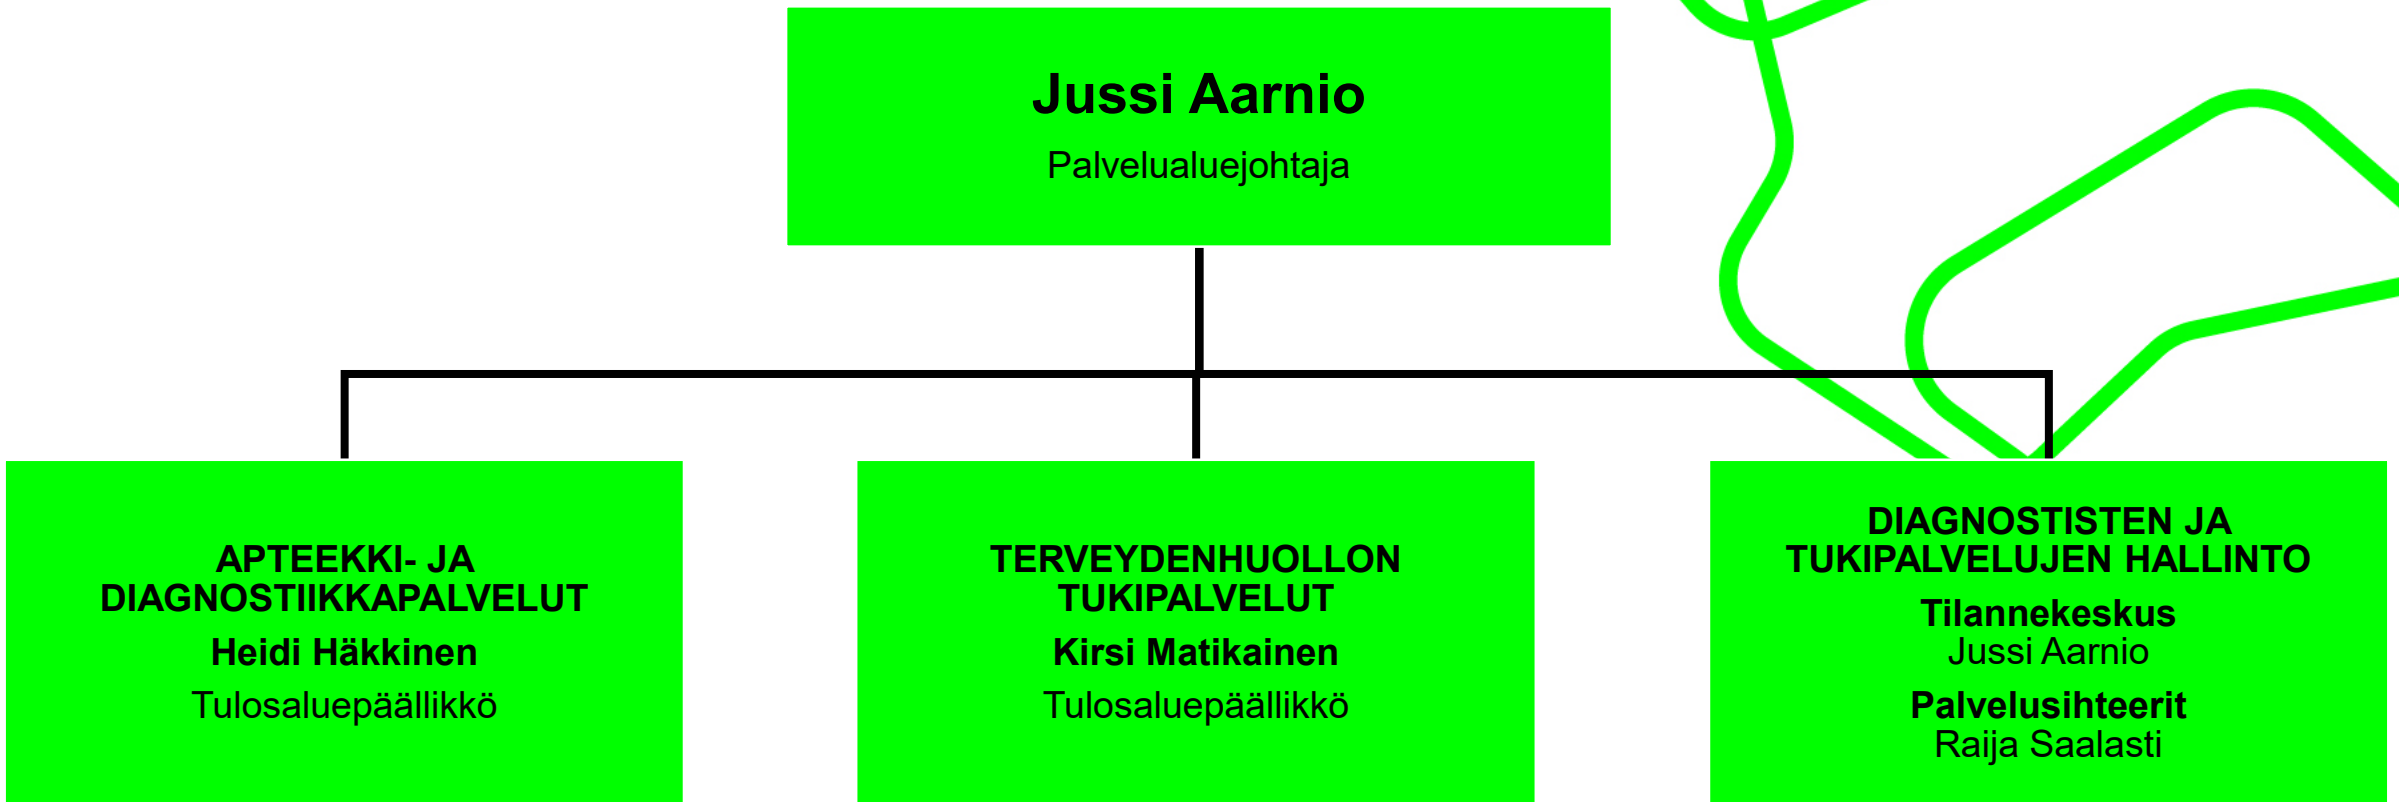 Jussi Aarnio
Palvelualuejohtaja
APTEEKKI- JA
DIAGNOSTIIKKAPALVELUT
Heidi Häkkinen
Tulosaluepäällikkö
TERVEYDENHUOLLON
TUKIPALVELUT
Kirsi Matikainen
Tulosaluepäällikkö
DIAGNOSTISTEN JA
TUKIPALVELUJEN HALLINTO
Tilannekeskus
Jussi Aarnio
Palvelusihteerit
Raija Saalasti